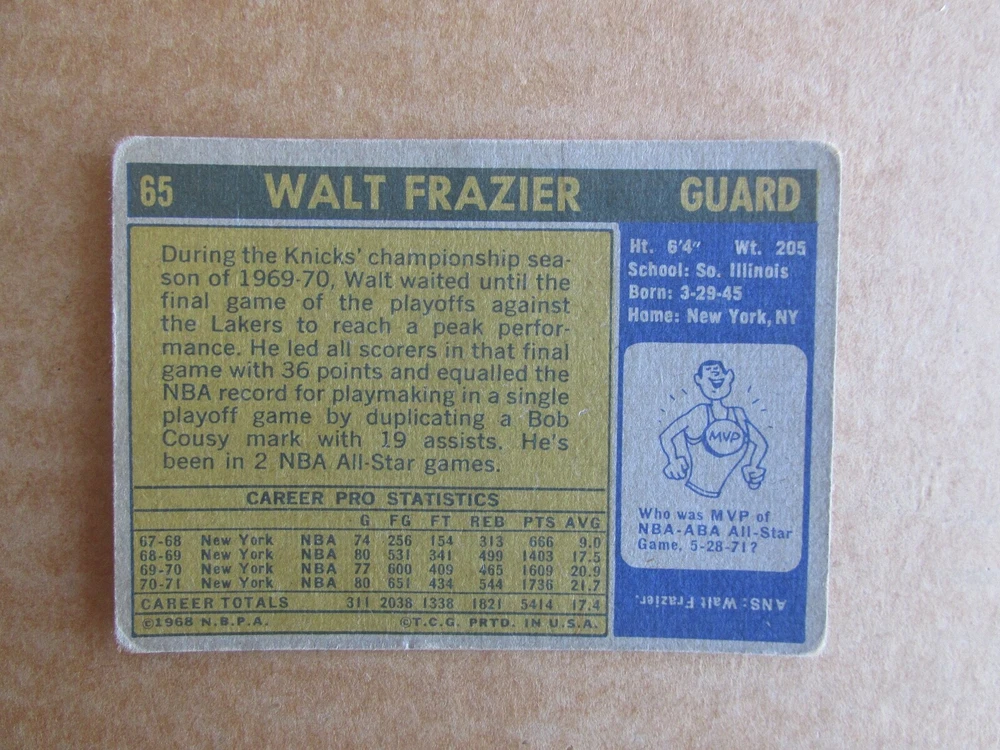 65 WALT FRAZIER GUARD
During the Knicks' championship sea-
son of 1969-70, Walt waited until the
final game of the playoffs against
the Lakers to reach a peak perfor-
mance. He led all scorers in that final
game with 36 points and equalled the
NBA record for playmaking in a single
playoff game by duplicating a Bob
Cousy mark with 19 assists. He's
been in 2 NBA All-Star games.
CAREER PRO STATISTICS
G FG FT REB PTS AVG
67-68 New York NBA 74 256 154 313 666 9.0
68-69 New York NBA 80 531 341 499 1403 17.5
69-70 New York NBA 77 600 409 465 1609 20.9
70-71 New York NBA 80 651 434 544 1736 21.7
CAREER TOTALS 311 2038 1338 1821 5414 17.4
©1968 N.B.P.A. ©T.C.G. PRTD. IN U.S.A.
Ht. 6'4" Wt. 205
School: So. Illinois
Born: 3-29-45
Home: New York, NY
MVP
Who was MVP of
NBA-ABA All-Star
Game, 5-28-71?
ANS: Walt Frazier.